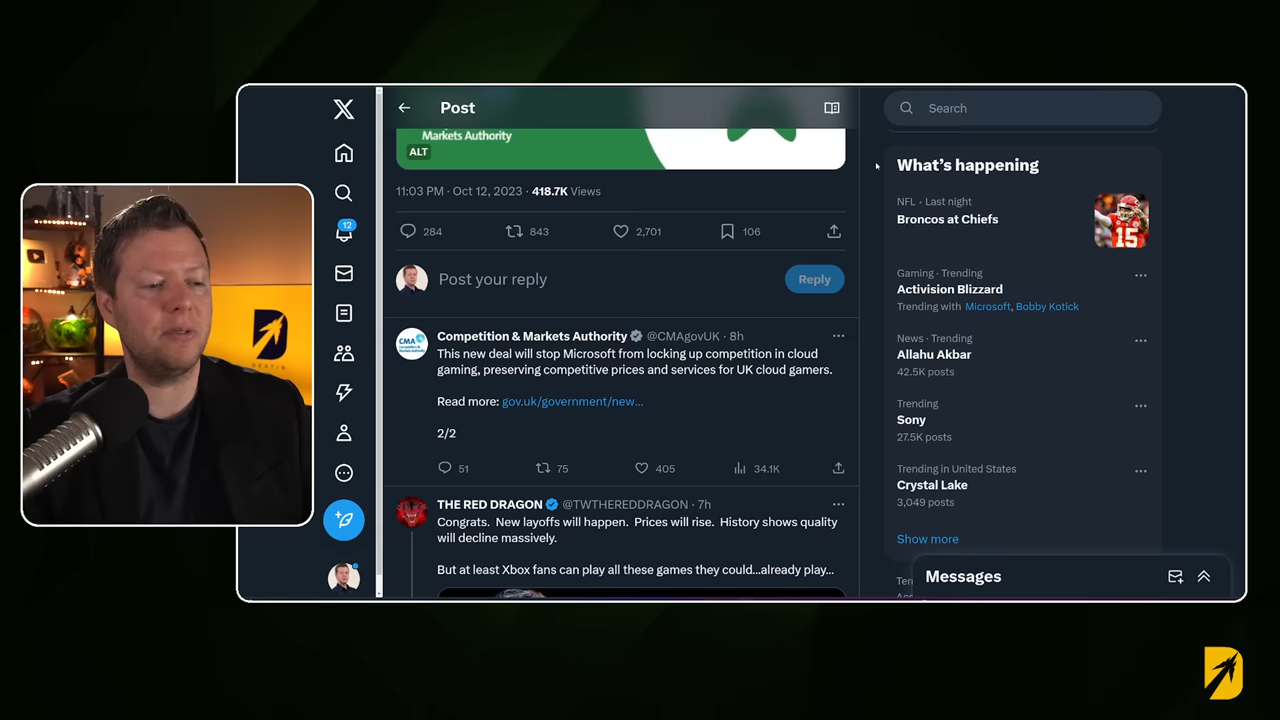 Post
Search
Markets Authority
ALT
11:03 PM · Oct 12, 2023 · 418.7K Views
284 843 2,701 106
Post your reply
Reply
Competition & Markets Authority @CMAgovUK · 8h
This new deal will stop Microsoft from locking up competition in cloud
gaming, preserving competitive prices and services for UK cloud gamers.
Read more: gov.uk/government/new...
2/2
51 75 405 34.1K
THE RED DRAGON @TWTHEREDDRAGON · 7h
Congrats. New layoffs will happen. Prices will rise. History shows quality
will decline massively.
But at least Xbox fans can play all these games they could...already play...
What's happening
NFL · Last night
Broncos at Chiefs
15
Gaming · Trending
Activision Blizzard
Trending with Microsoft, Bobby Kotick
News · Trending
Allahu Akbar
42.5K posts
Trending
Sony
27.5K posts
Trending in United States
Crystal Lake
3,049 posts
Show more
Messages
12
CMA
D